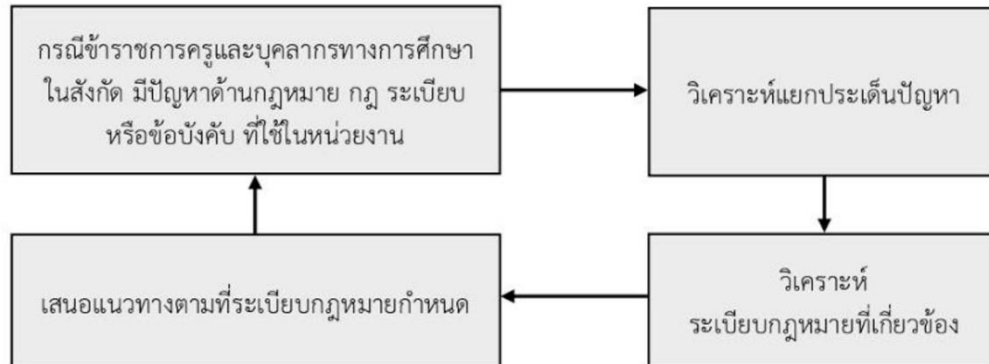 กรณีข้าราชการครูและบุคลากรทางการศึกษา
ในสังกัด มีปัญหาด้านกฎหมาย กฎ ระเบียบ
หรือข้อบังคับ ที่ใช้ในหน่วยงาน
วิเคราะห์แยกประเด็นปัญหา
วิเคราะห์
ระเบียบกฎหมายที่เกี่ยวข้อง
เสนอแนวทางตามที่ระเบียบกฎหมายกำหนด